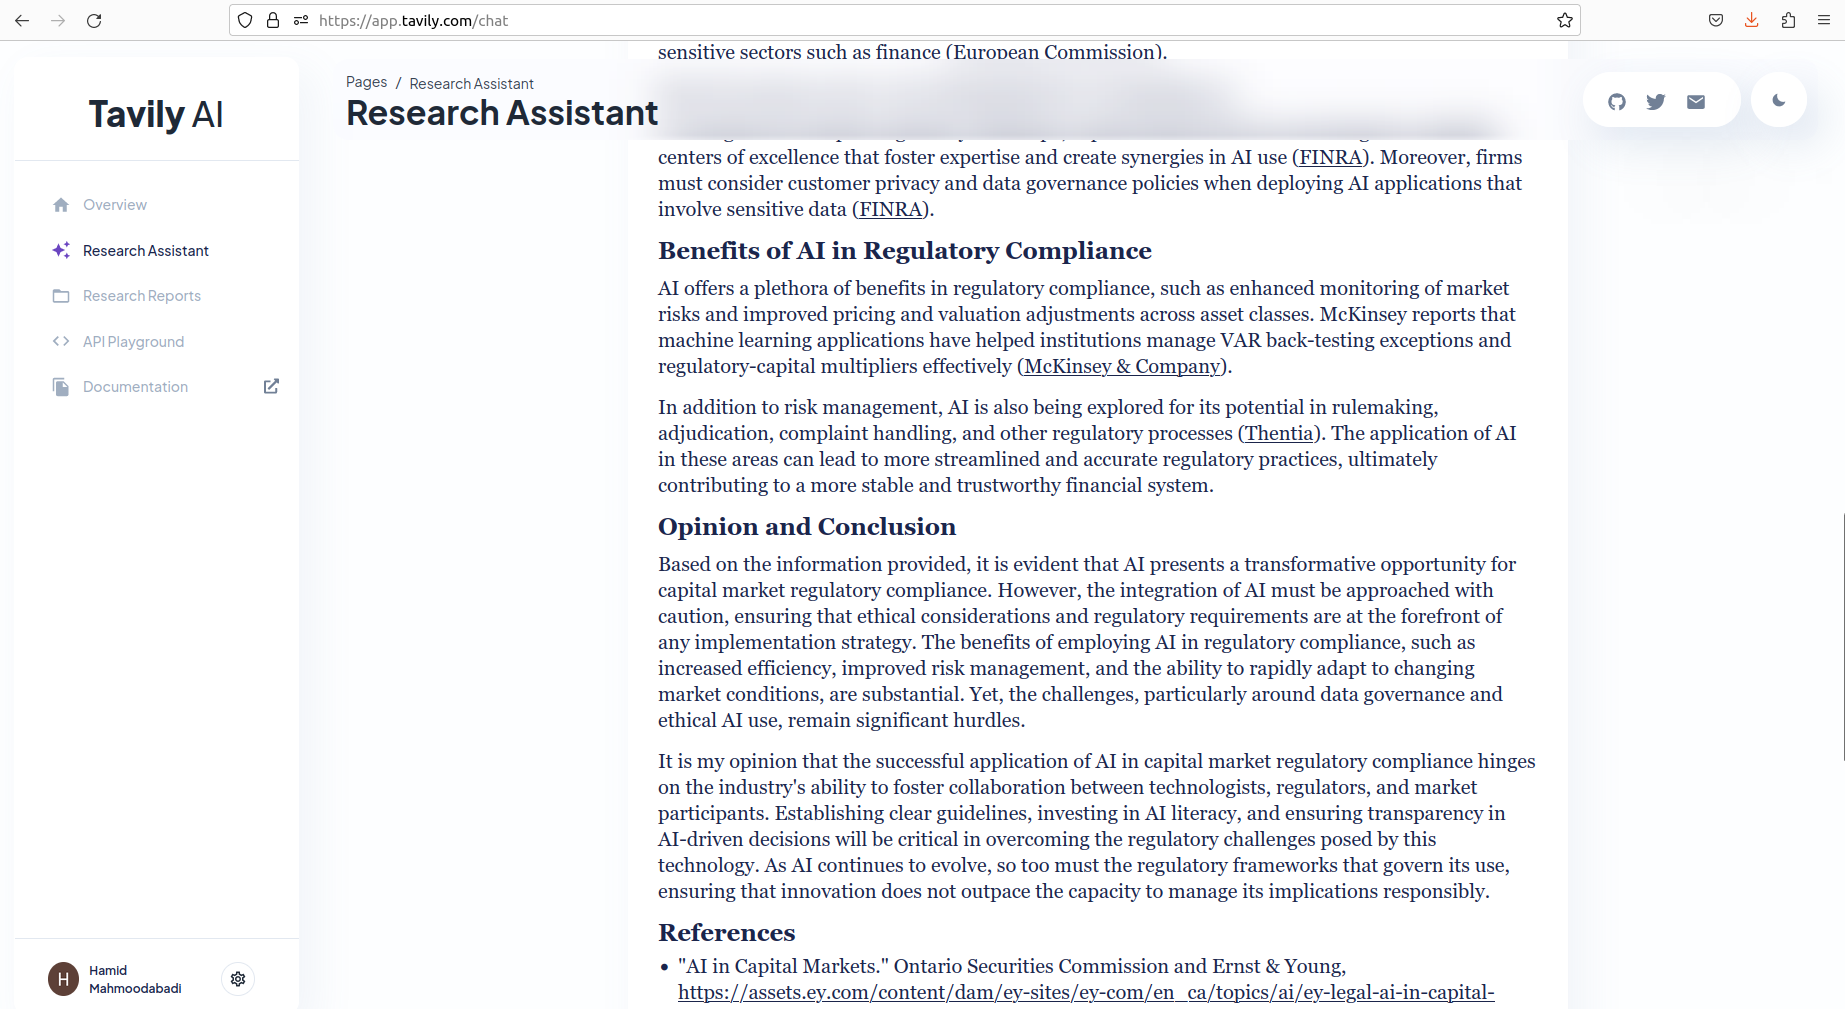 https://app.tavily.com/chat
Tavily AI
Overview
Research Assistant
Research Reports
API Playground
Documentation
H
Hamid
Mahmoodabadi
Pages / Research Assistant
Research Assistant
sensitive sectors such as finance (European Commission).
centers of excellence that foster expertise and create synergies in AI use (FINRA). Moreover, firms
must consider customer privacy and data governance policies when deploying AI applications that
involve sensitive data (FINRA).
Benefits of AI in Regulatory Compliance
AI offers a plethora of benefits in regulatory compliance, such as enhanced monitoring of market
risks and improved pricing and valuation adjustments across asset classes. McKinsey reports that
machine learning applications have helped institutions manage VAR back-testing exceptions and
regulatory-capital multipliers effectively (McKinsey & Company).
In addition to risk management, AI is also being explored for its potential in rulemaking,
adjudication, complaint handling, and other regulatory processes (Thentia). The application of AI
in these areas can lead to more streamlined and accurate regulatory practices, ultimately
contributing to a more stable and trustworthy financial system.
Opinion and Conclusion
Based on the information provided, it is evident that AI presents a transformative opportunity for
capital market regulatory compliance. However, the integration of AI must be approached with
caution, ensuring that ethical considerations and regulatory requirements are at the forefront of
any implementation strategy. The benefits of employing AI in regulatory compliance, such as
increased efficiency, improved risk management, and the ability to rapidly adapt to changing
market conditions, are substantial. Yet, the challenges, particularly around data governance and
ethical AI use, remain significant hurdles.
It is my opinion that the successful application of AI in capital market regulatory compliance hinges
on the industry's ability to foster collaboration between technologists, regulators, and market
participants. Establishing clear guidelines, investing in AI literacy, and ensuring transparency in
AI-driven decisions will be critical in overcoming the regulatory challenges posed by this
technology. As AI continues to evolve, so too must the regulatory frameworks that govern its use,
ensuring that innovation does not outpace the capacity to manage its implications responsibly.
References
• "AI in Capital Markets." Ontario Securities Commission and Ernst & Young,
https://assets.ey.com/content/dam/ey-sites/ey-com/en_ca/topics/ai/ey-legal-ai-in-capital-